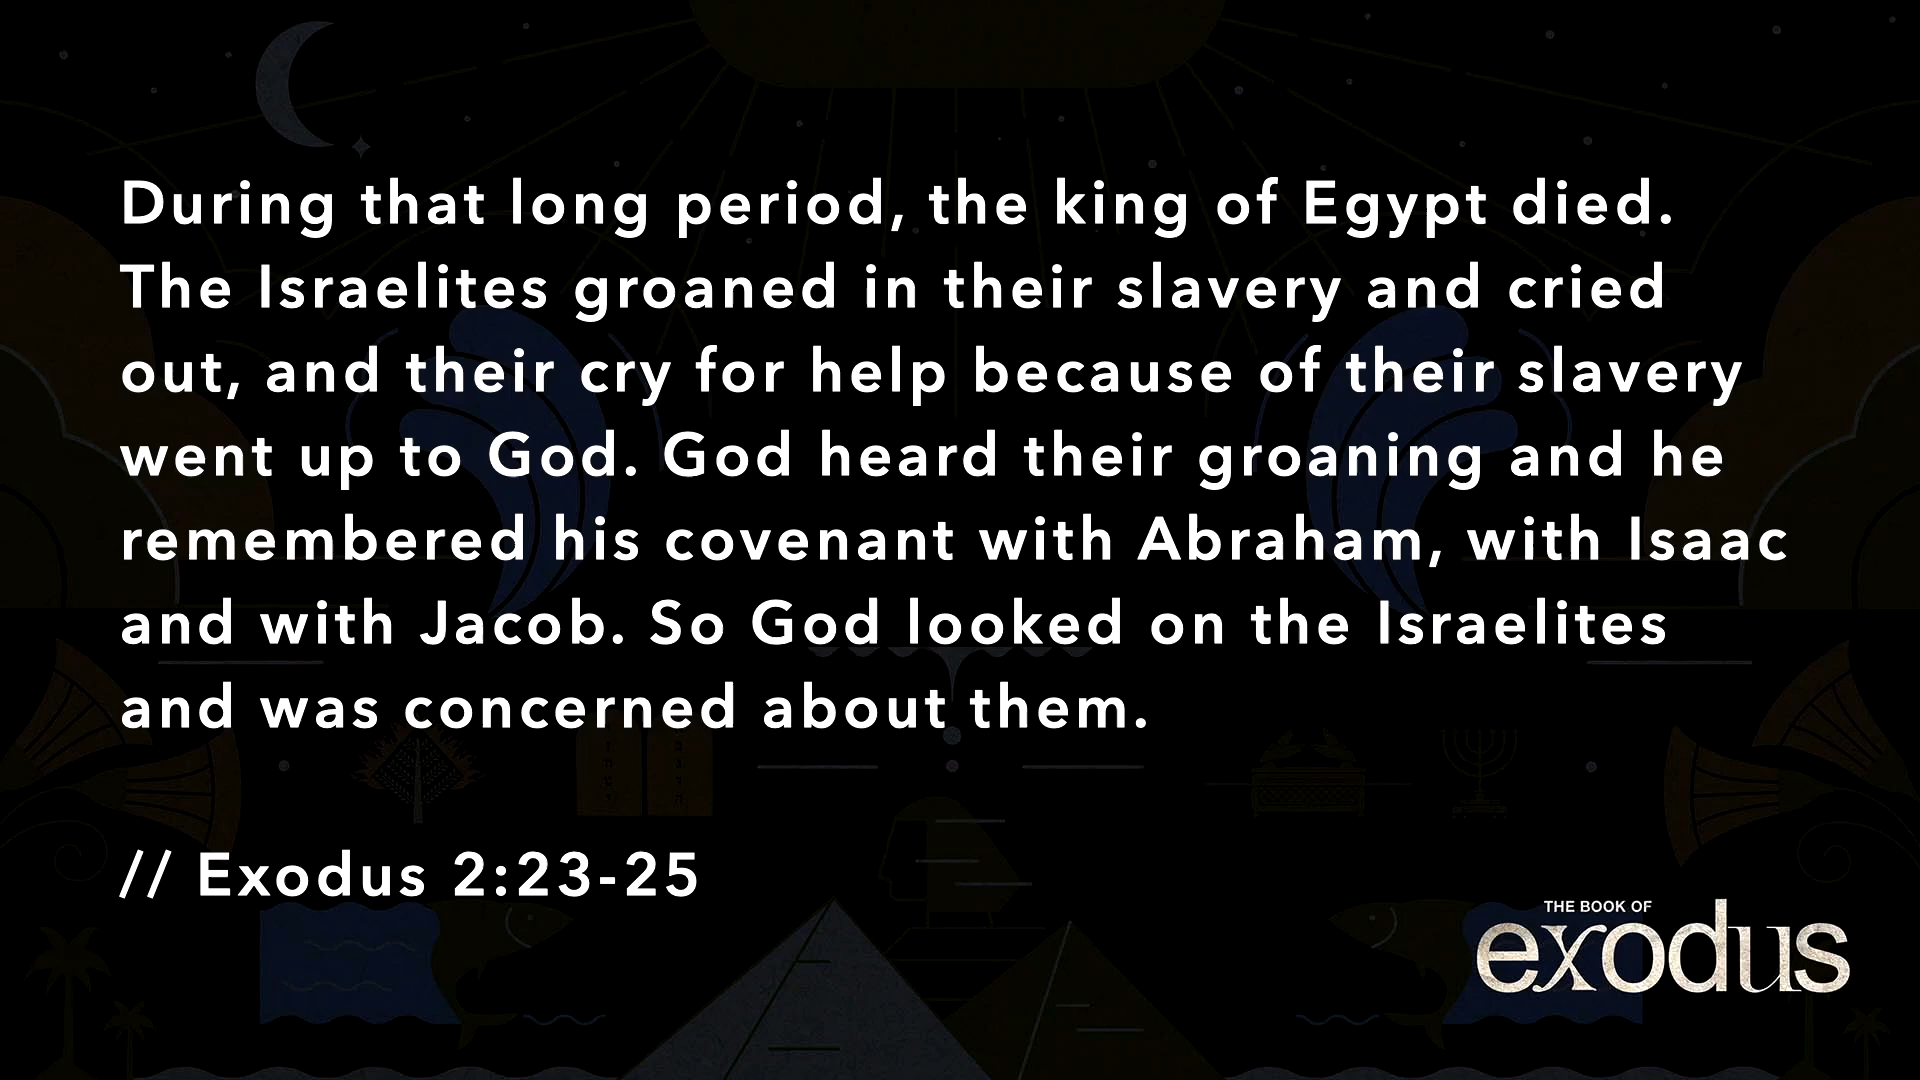 During that long period, the king of Egypt died.
The Israelites groaned in their slavery and cried
out, and their cry for help because of their slavery
went up to God. God heard their groaning and he
remembered his covenant with Abraham, with Isaac
and with Jacob. So God looked on the Israelites
and was concerned about them.
// Exodus 2:23-25
THE BOOK OF
exodus